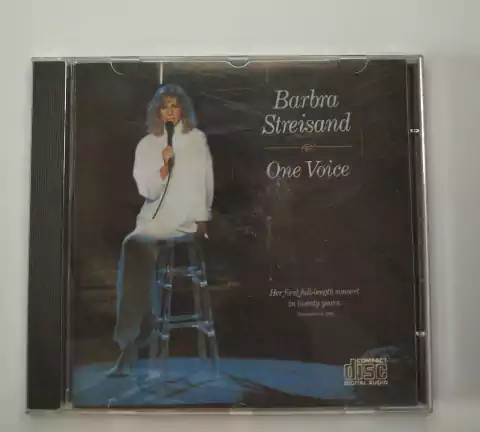 Barbra
Streisand
One Voice
Her first full-length concert
in twenty years.
COMPACT
disc
DIGITAL AUDIO